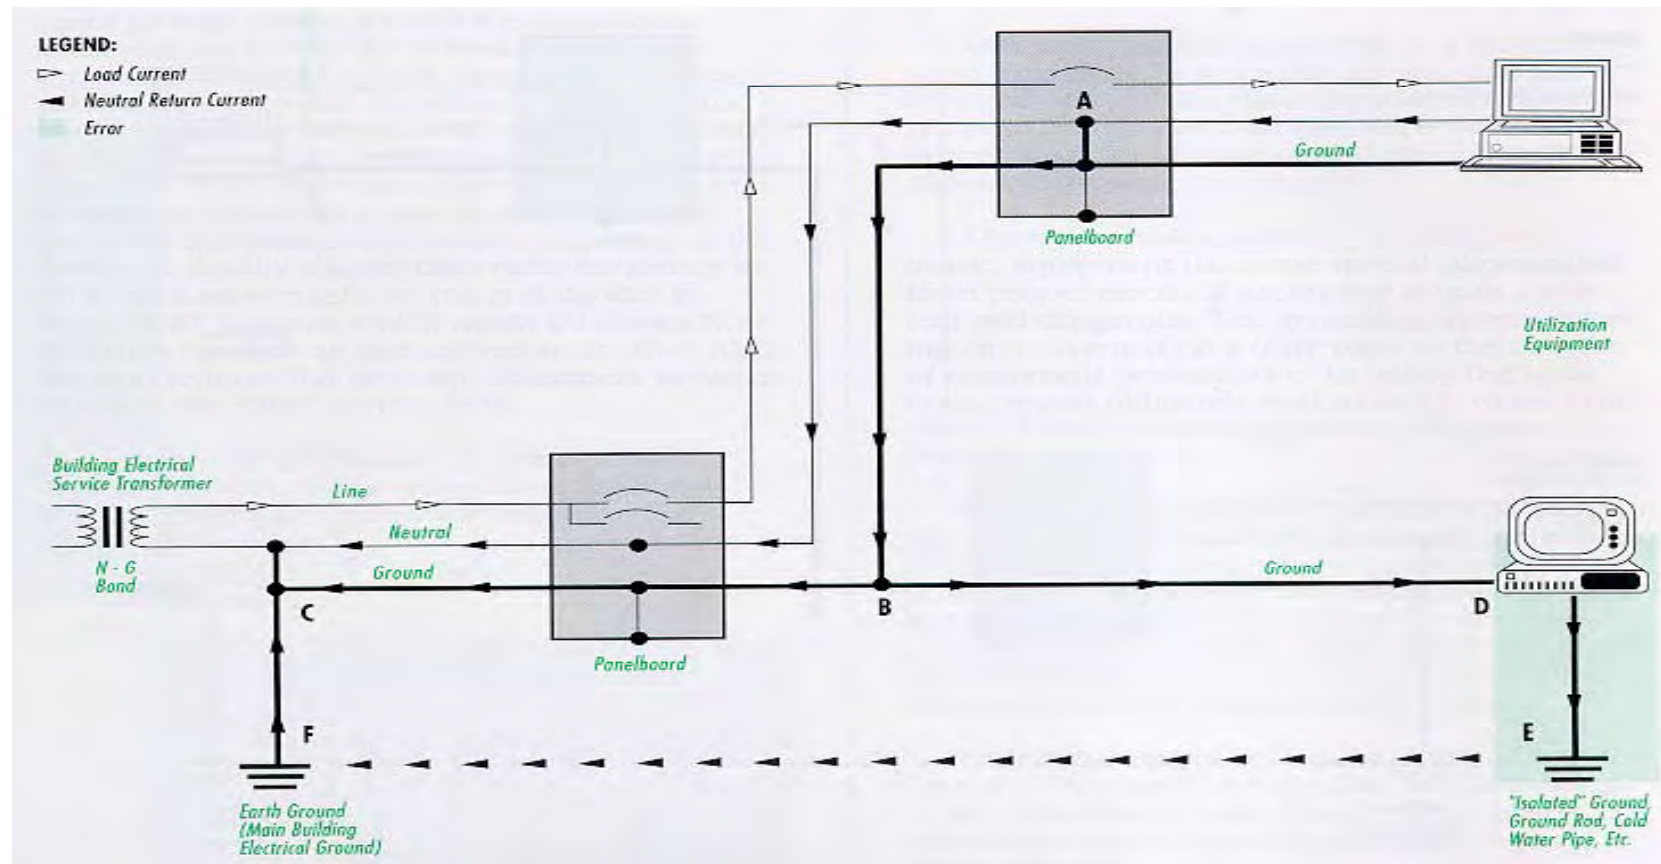 LEGEND:
Load Current
Neutral Return Current
Error
A
Ground
Panelboard
Utilization
Equipment
Building Electrical
Service Transformer
Line
Neutral
N - G
Bond
Ground
C
Panelboard
B
Ground
D
F
E
Earth Ground
(Main Building
Electrical Ground)
"Isolated" Ground,
Ground Rod, Cold
Water Pipe, Etc.